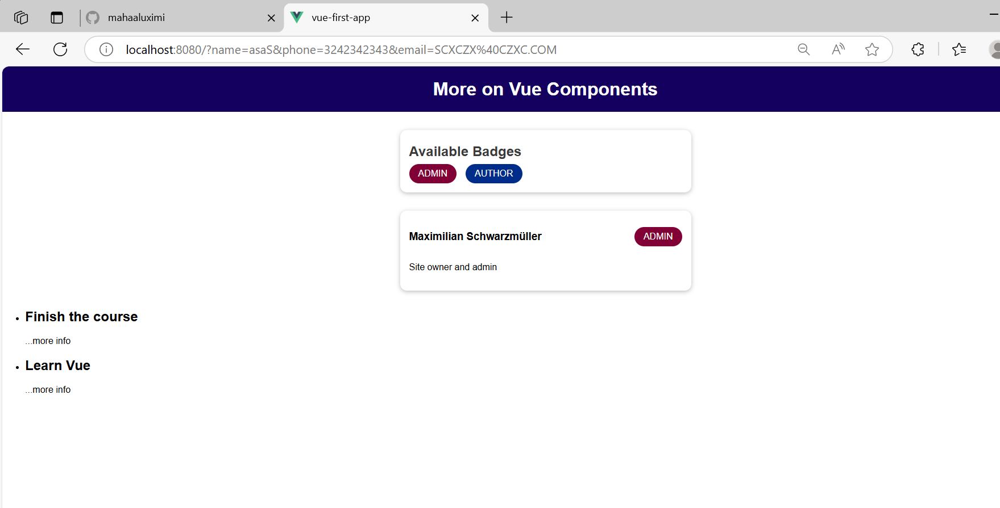 mahaaluximi
vue-first-app
localhost:8080/?name=asaS&phone=3242342343&email=SCXCZX%40CZXC.COM
More on Vue Components
Available Badges
ADMIN AUTHOR
Maximilian Schwarzmüller ADMIN
Site owner and admin
Finish the course
...more info
Learn Vue
...more info